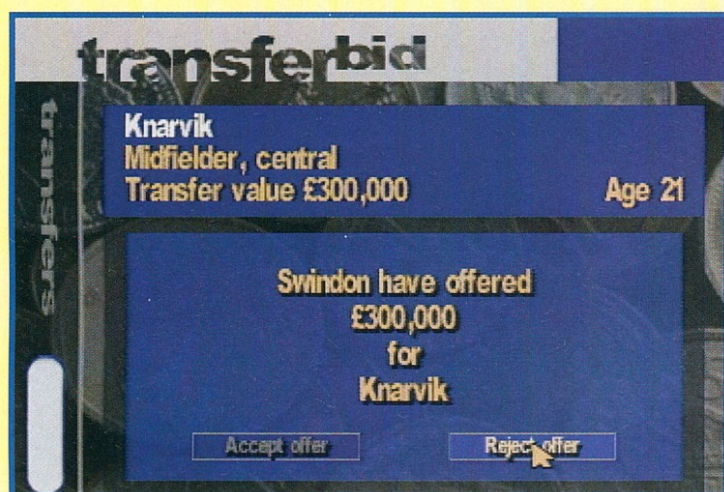 transferbid
transfers
Knarvik
Midfielder, central
Transfer value £300,000 Age 21
Swindon have offered
£300,000
for
Knarvik
Accept offer Reject offer